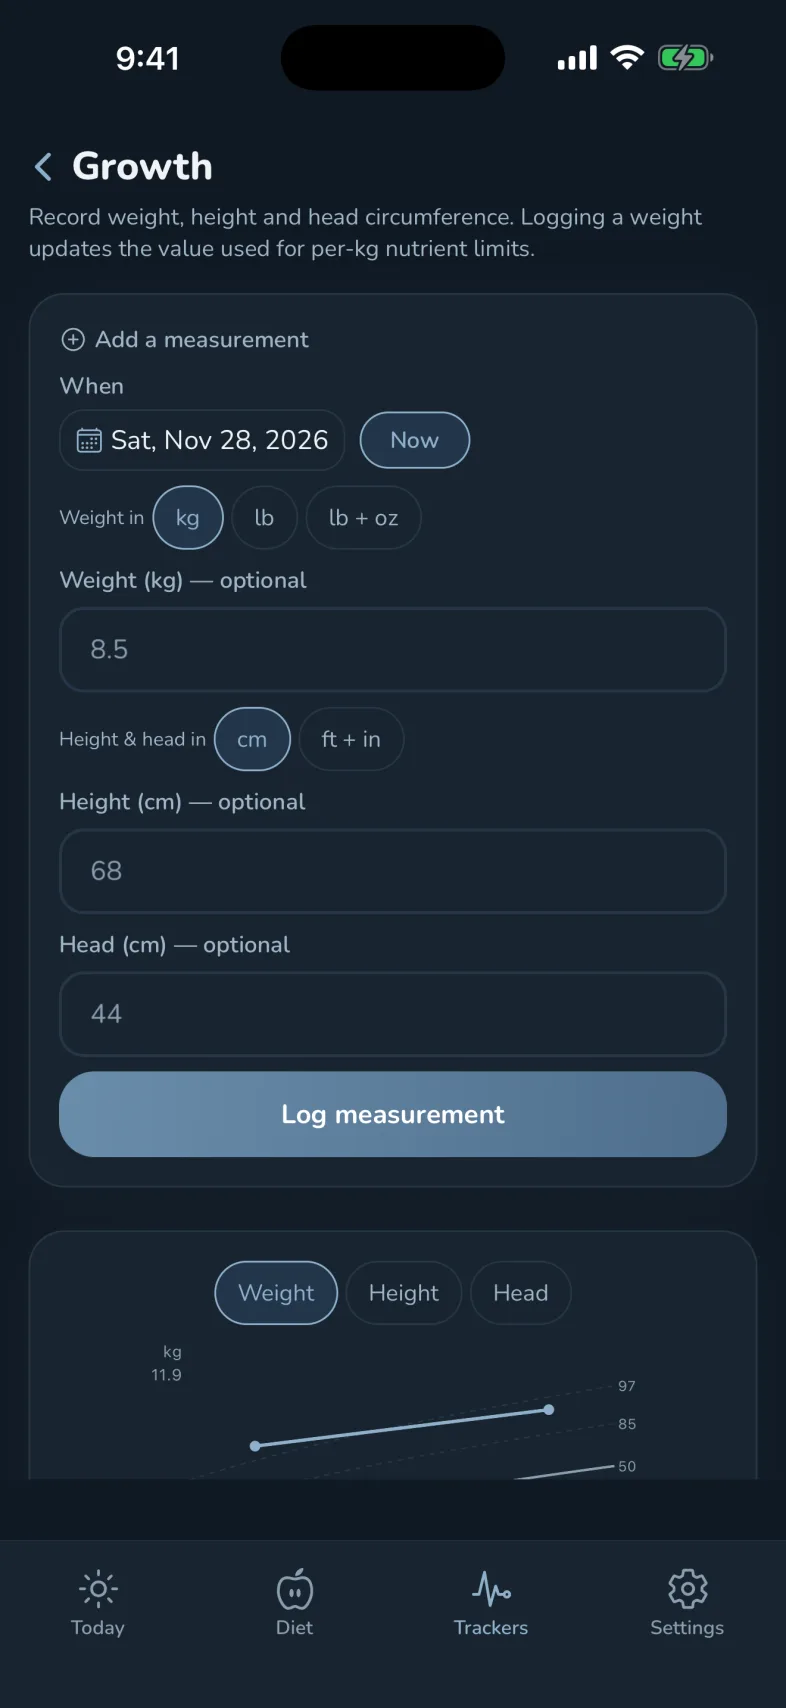 9:41
Growth
Record weight, height and head circumference. Logging a weight
updates the value used for per-kg nutrient limits.
Add a measurement
When
Sat, Nov 28, 2026 Now
Weight in kg lb lb + oz
Weight (kg) — optional
8.5
Height & head in cm ft + in
Height (cm) — optional
68
Head (cm) — optional
44
Log measurement
Weight Height Head
kg
11.9
97
85
50
Today Diet Trackers Settings